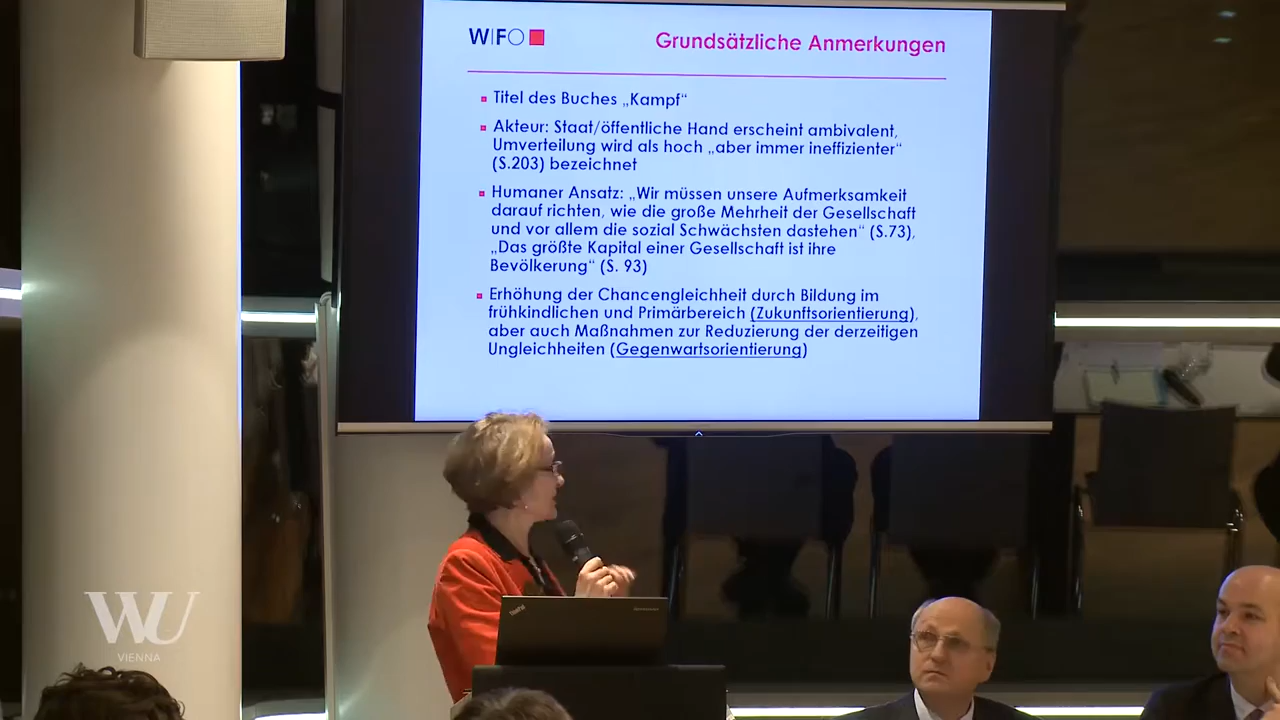 WIFO
Grundsätzliche Anmerkungen
Titel des Buches „Kampf“
Akteur: Staat/öffentliche Hand erscheint ambivalent,
Umverteilung wird als hoch „aber immer ineffizienter“
(S.203) bezeichnet
Humaner Ansatz: „Wir müssen unsere Aufmerksamkeit
darauf richten, wie die große Mehrheit der Gesellschaft
und vor allem die sozial Schwächsten dastehen“ (S.73),
„Das größte Kapital einer Gesellschaft ist ihre
Bevölkerung“ (S. 93)
Erhöhung der Chancengleichheit durch Bildung im
frühkindlichen und Primärbereich (Zukunftsorientierung),
aber auch Maßnahmen zur Reduzierung der derzeitigen
Ungleichheiten (Gegenwartsorientierung)
ThinkPad
WU
VIENNA